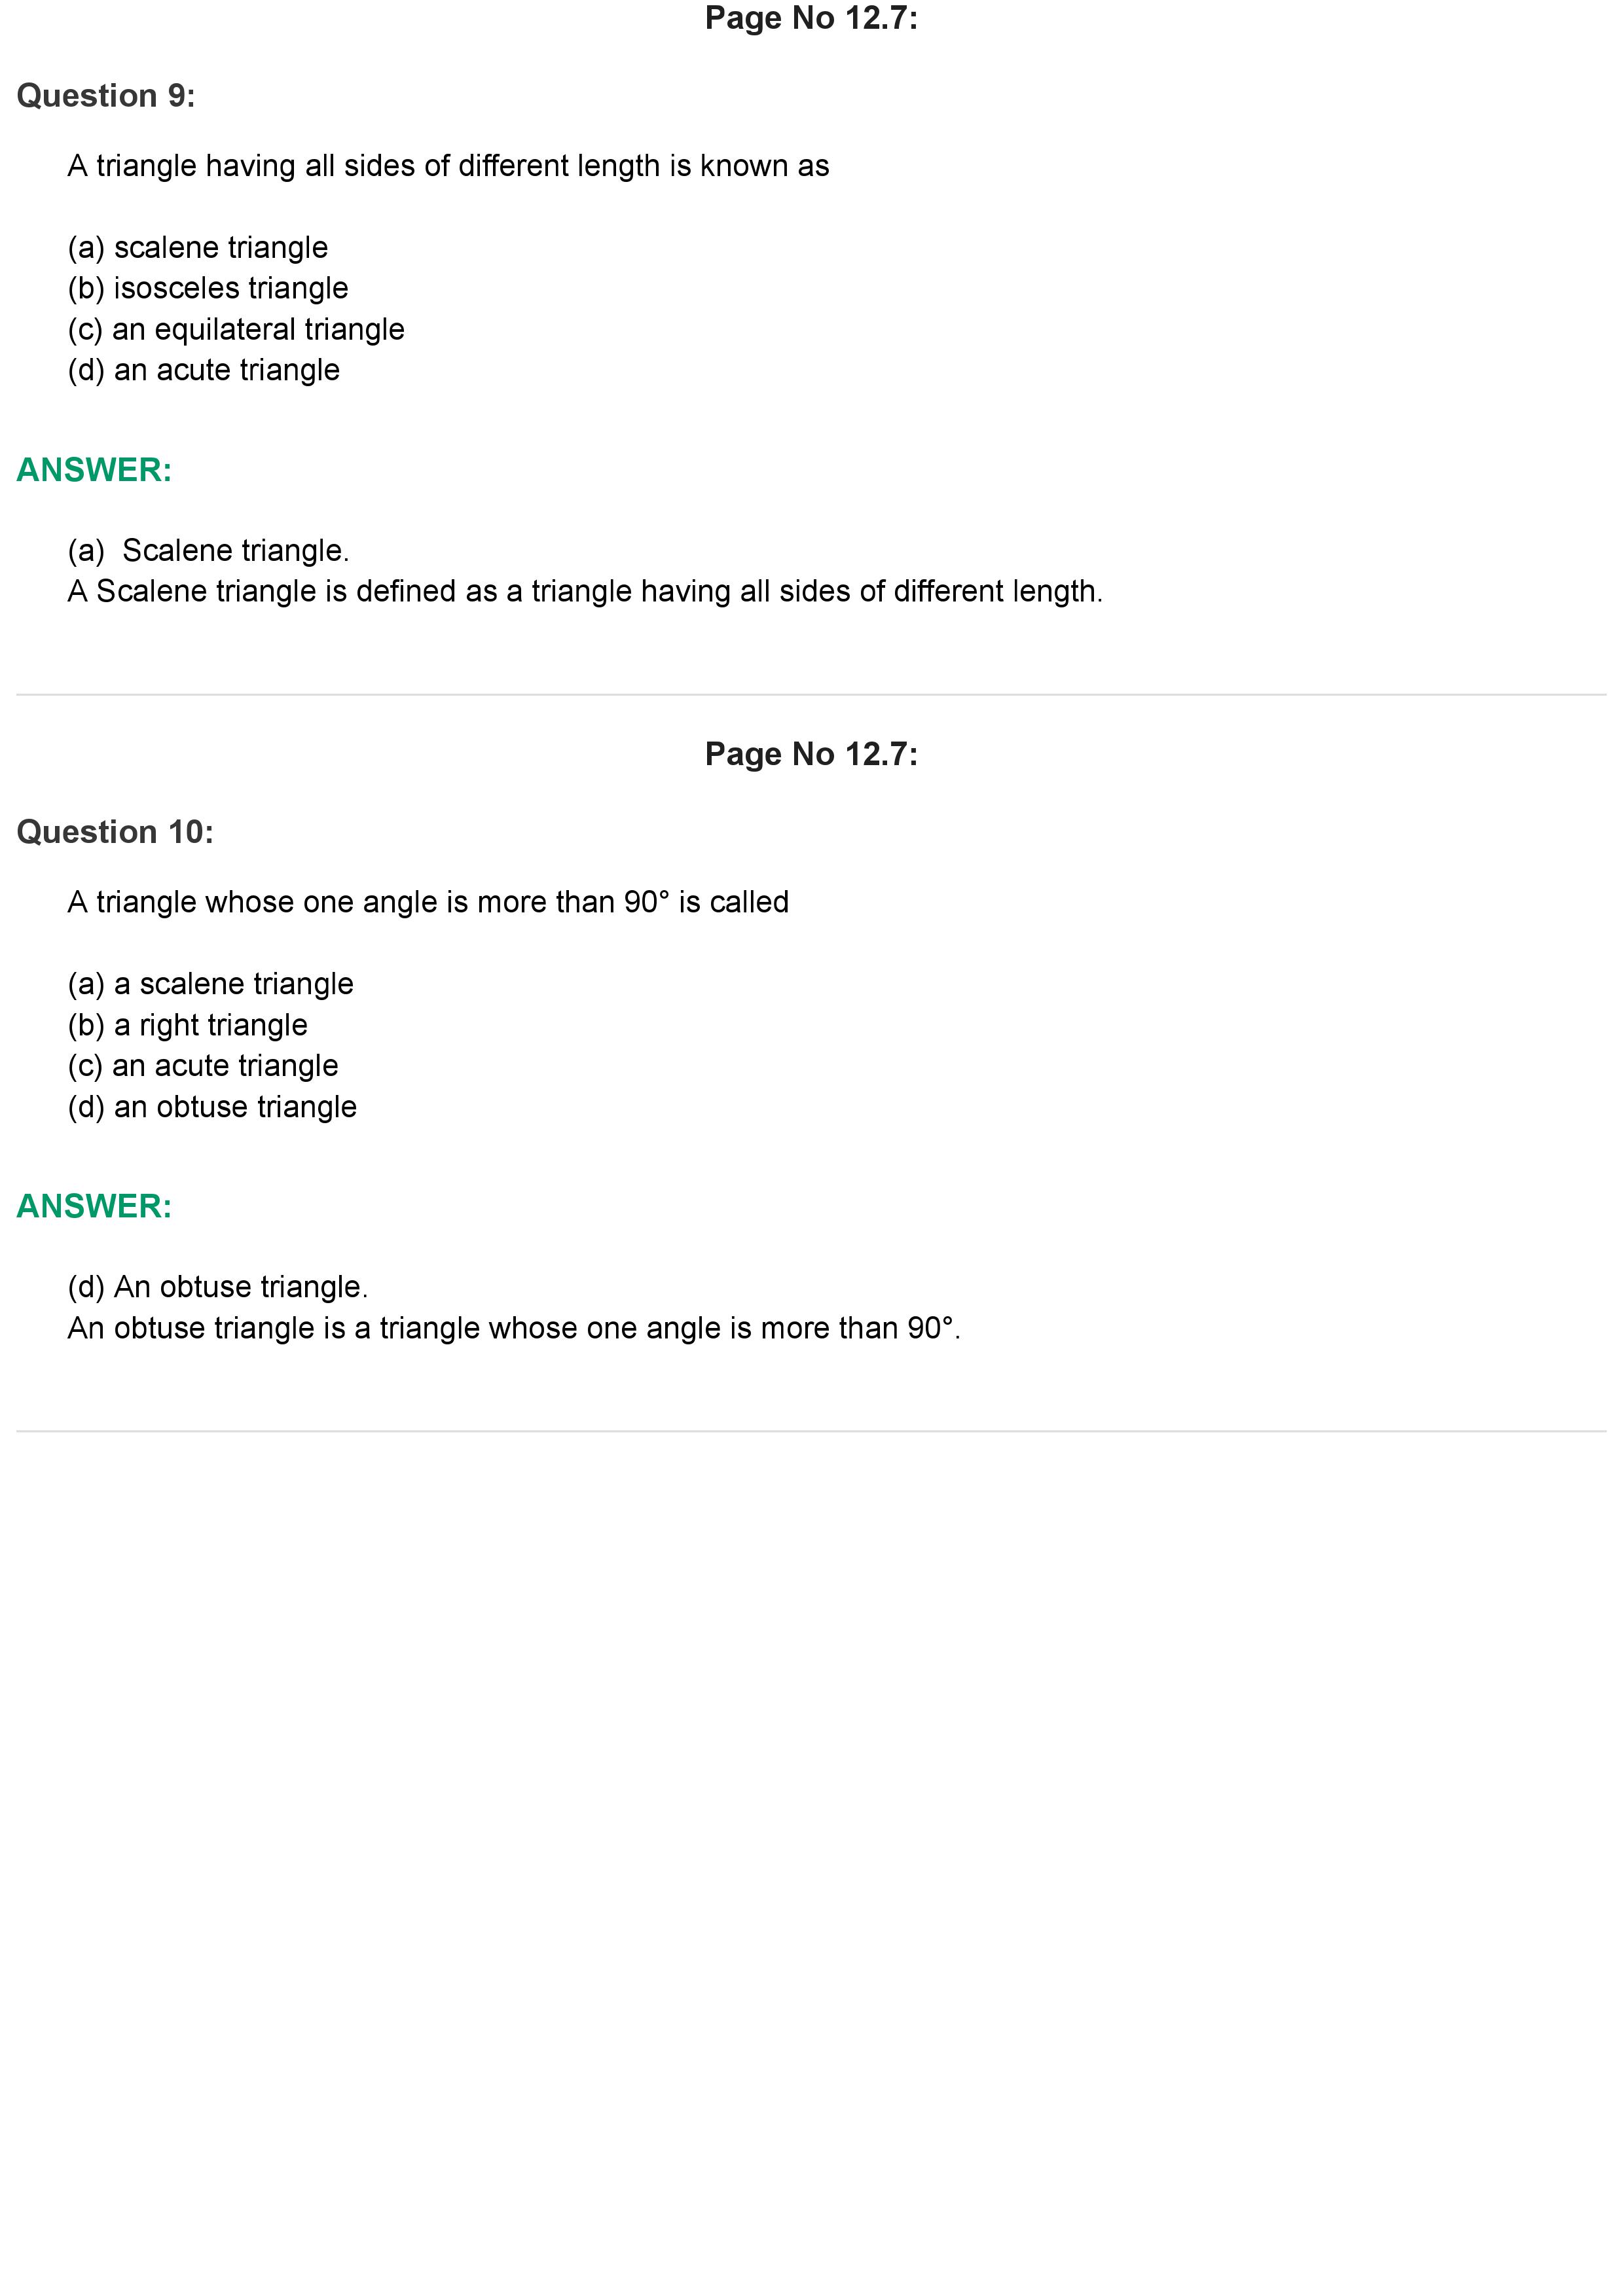 Page No 12.7:
Question 9:
A triangle having all sides of different length is known as
(a) scalene triangle
(b) isosceles triangle
(c) an equilateral triangle
(d) an acute triangle
ANSWER:
(a)  Scalene triangle.
A Scalene triangle is defined as a triangle having all sides of different length.
Page No 12.7:
Question 10:
A triangle whose one angle is more than 90° is called
(a) a scalene triangle
(b) a right triangle
(c) an acute triangle
(d) an obtuse triangle
ANSWER:
(d) An obtuse triangle.
An obtuse triangle is a triangle whose one angle is more than 90°.